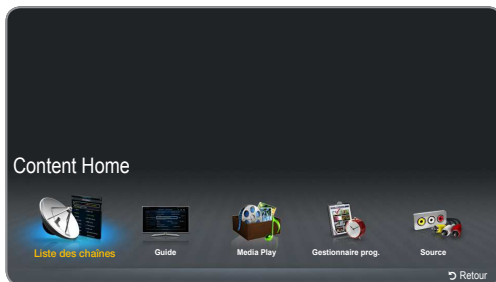 Content Home
Liste des chaînes
Guide
Media Play
Gestionnaire prog.
Source
Retour